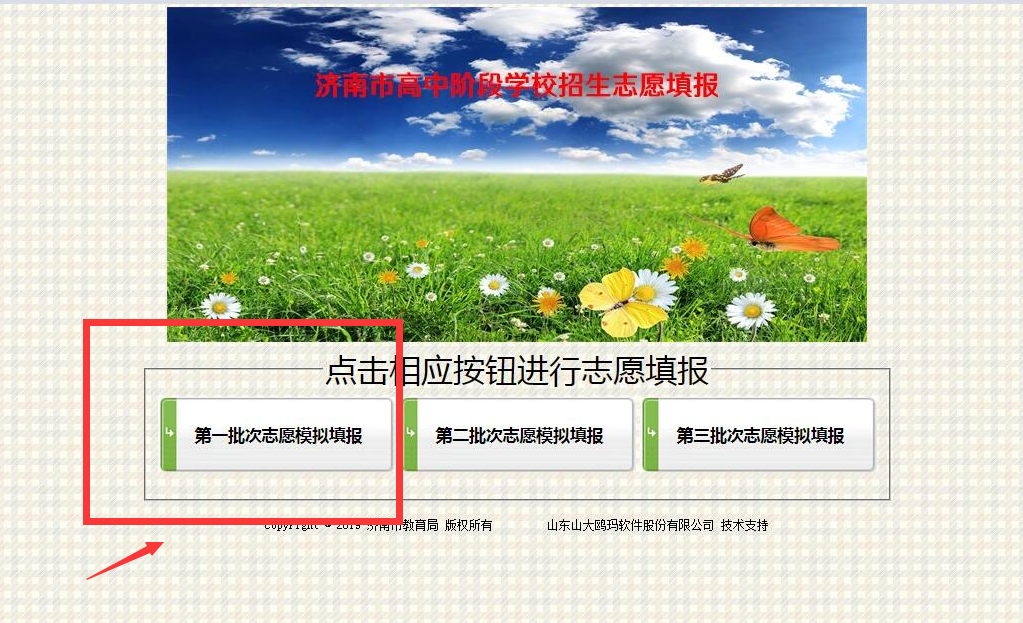 济南市高中阶段学校招生志愿填报
点击相应按钮进行志愿填报
第一批次志愿模拟填报
第二批次志愿模拟填报
第三批次志愿模拟填报
Copyright © 2019 济南市教育局 版权所有 山东山大鸥玛软件股份有限公司 技术支持